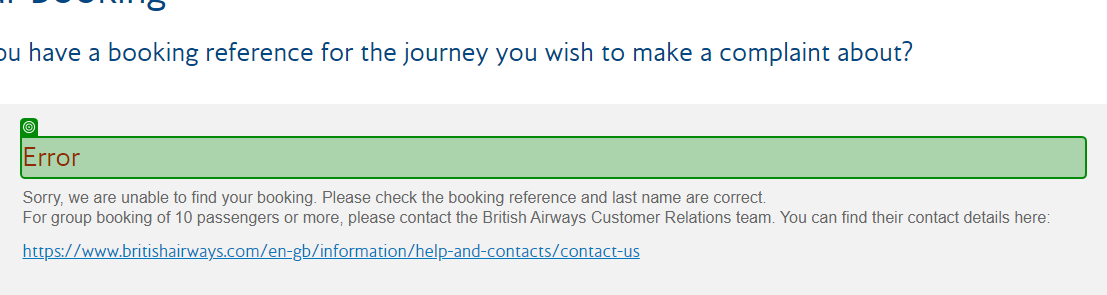 have a booking reference for the journey you wish to make a complaint about?
Error
Sorry, we are unable to find your booking. Please check the booking reference and last name are correct.
For group booking of 10 passengers or more, please contact the British Airways Customer Relations team. You can find their contact details here:
https://www.britishairways.com/en-gb/information/help-and-contacts/contact-us